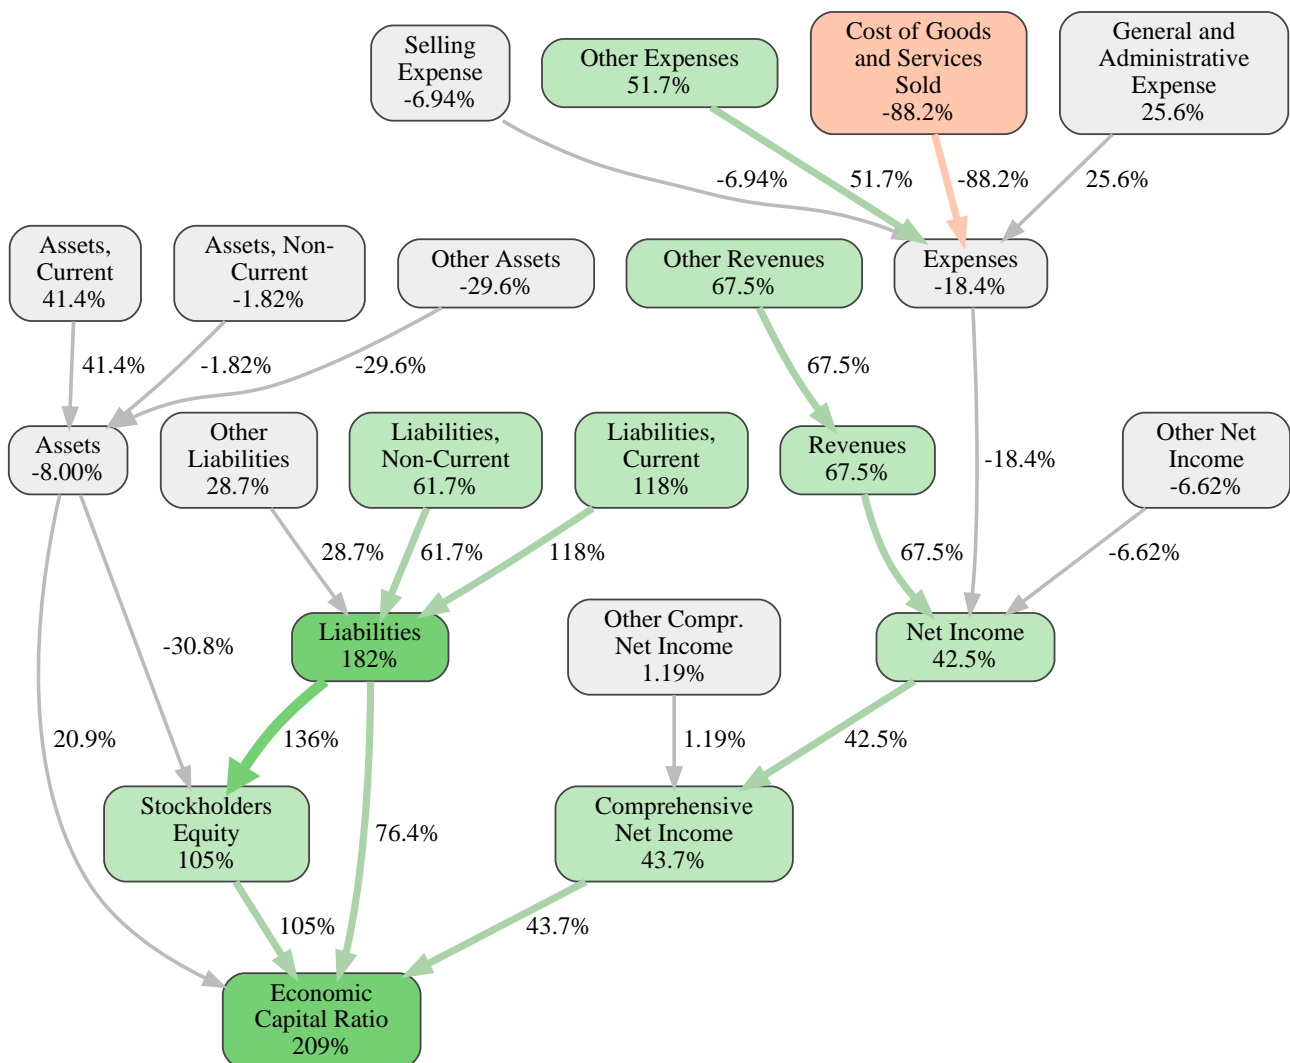 Selling
Expense
-6.94%
Other Expenses
51.7%
Cost of Goods
and Services
Sold
-88.2%
General and
Administrative
Expense
25.6%
-6.94%
51.7%
-88.2%
25.6%
Assets,
Current
41.4%
Assets, Non-
Current
-1.82%
Other Assets
-29.6%
Other Revenues
67.5%
Expenses
-18.4%
41.4%
-1.82%
-29.6%
67.5%
Assets
-8.00%
Other
Liabilities
28.7%
Liabilities,
Non-Current
61.7%
Liabilities,
Current
118%
Revenues
67.5%
-18.4%
Other Net
Income
-6.62%
28.7%
61.7%
118%
67.5%
-6.62%
-30.8%
Liabilities
182%
Other Compr.
Net Income
1.19%
Net Income
42.5%
20.9%
136%
1.19%
42.5%
Stockholders
Equity
105%
76.4%
Comprehensive
Net Income
43.7%
105%
43.7%
Economic
Capital Ratio
209%